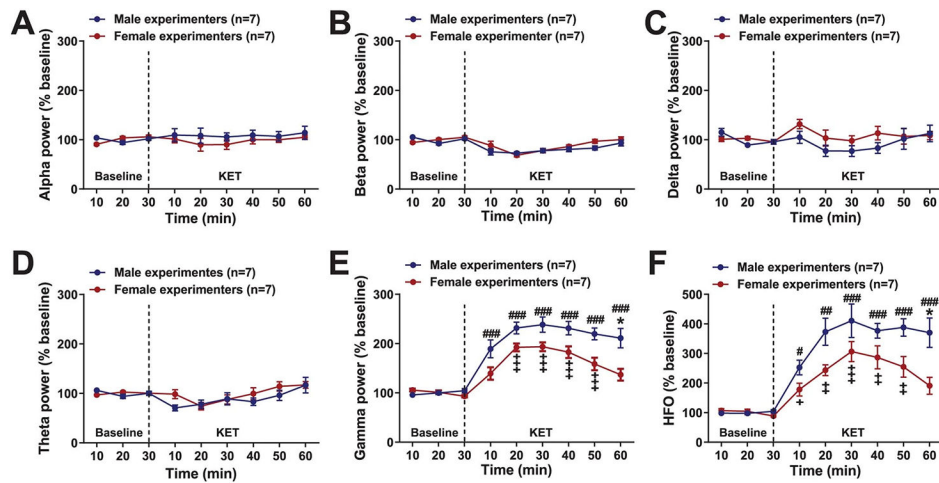 A
Male experimenters (n=7)
Female experimenters (n=7)
Alpha power (% baseline)
300
200
100
0
Baseline
KET
10 20 30 10 20 30 40 50 60
Time (min)
B
Male experimenters (n=7)
Female experimenter (n=7)
Beta power (% baseline)
300
200
100
0
Baseline
KET
10 20 30 10 20 30 40 50 60
Time (min)
C
Male experimenters (n=7)
Female experimenters (n=7)
Delta power (% baseline)
300
200
100
0
Baseline
KET
10 20 30 10 20 30 40 50 60
Time (min)
D
Male experimentes (n=7)
Female experimenters (n=7)
Theta power (% baseline)
300
200
100
0
Baseline
KET
10 20 30 10 20 30 40 50 60
Time (min)
E
Male experimenters (n=7)
Female experimenters (n=7)
Gamma power (% baseline)
300
200
100
0
### ### ### ### ### ###
*
‡ ‡ ‡ ‡ ‡
Baseline
KET
10 20 30 10 20 30 40 50 60
Time (min)
F
Male experimenters (n=7)
Female experimenters (n=7)
HFO (% baseline)
500
400
300
200
100
0
# ## ### ### ### ###
*
+ ‡ ‡ ‡ ‡
Baseline
KET
10 20 30 10 20 30 40 50 60
Time (min)